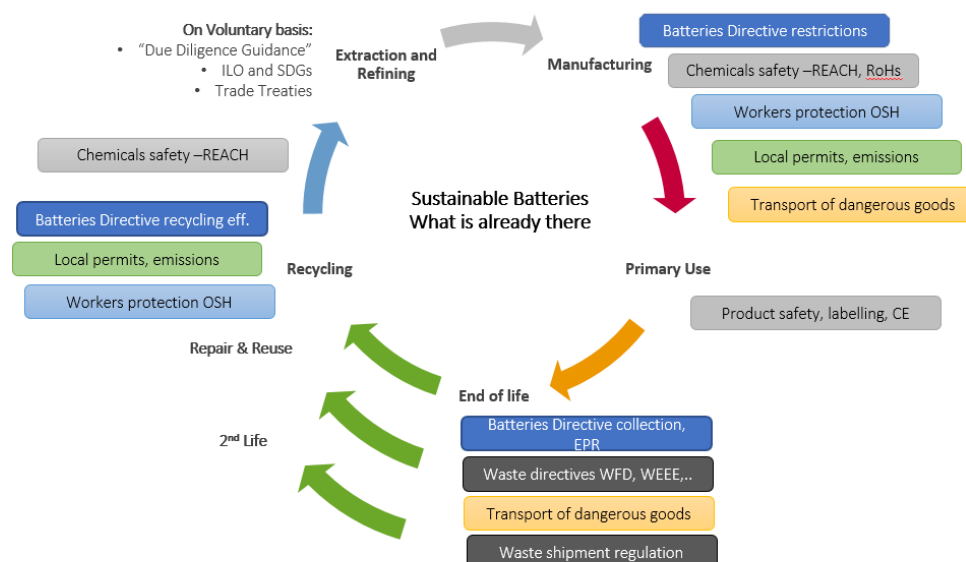 On Voluntary basis:
• “Due Diligence Guidance”
• ILO and SDGs
• Trade Treaties
Extraction and
Refining
Manufacturing
Batteries Directive restrictions
Chemicals safety –REACH, RoHs
Workers protection OSH
Local permits, emissions
Transport of dangerous goods
Chemicals safety –REACH
Batteries Directive recycling eff.
Local permits, emissions
Workers protection OSH
Recycling
Sustainable Batteries
What is already there
Primary Use
Product safety, labelling, CE
Repair & Reuse
2nd Life
End of life
Batteries Directive collection,
EPR
Waste directives WFD, WEEE,..
Transport of dangerous goods
Waste shipment regulation